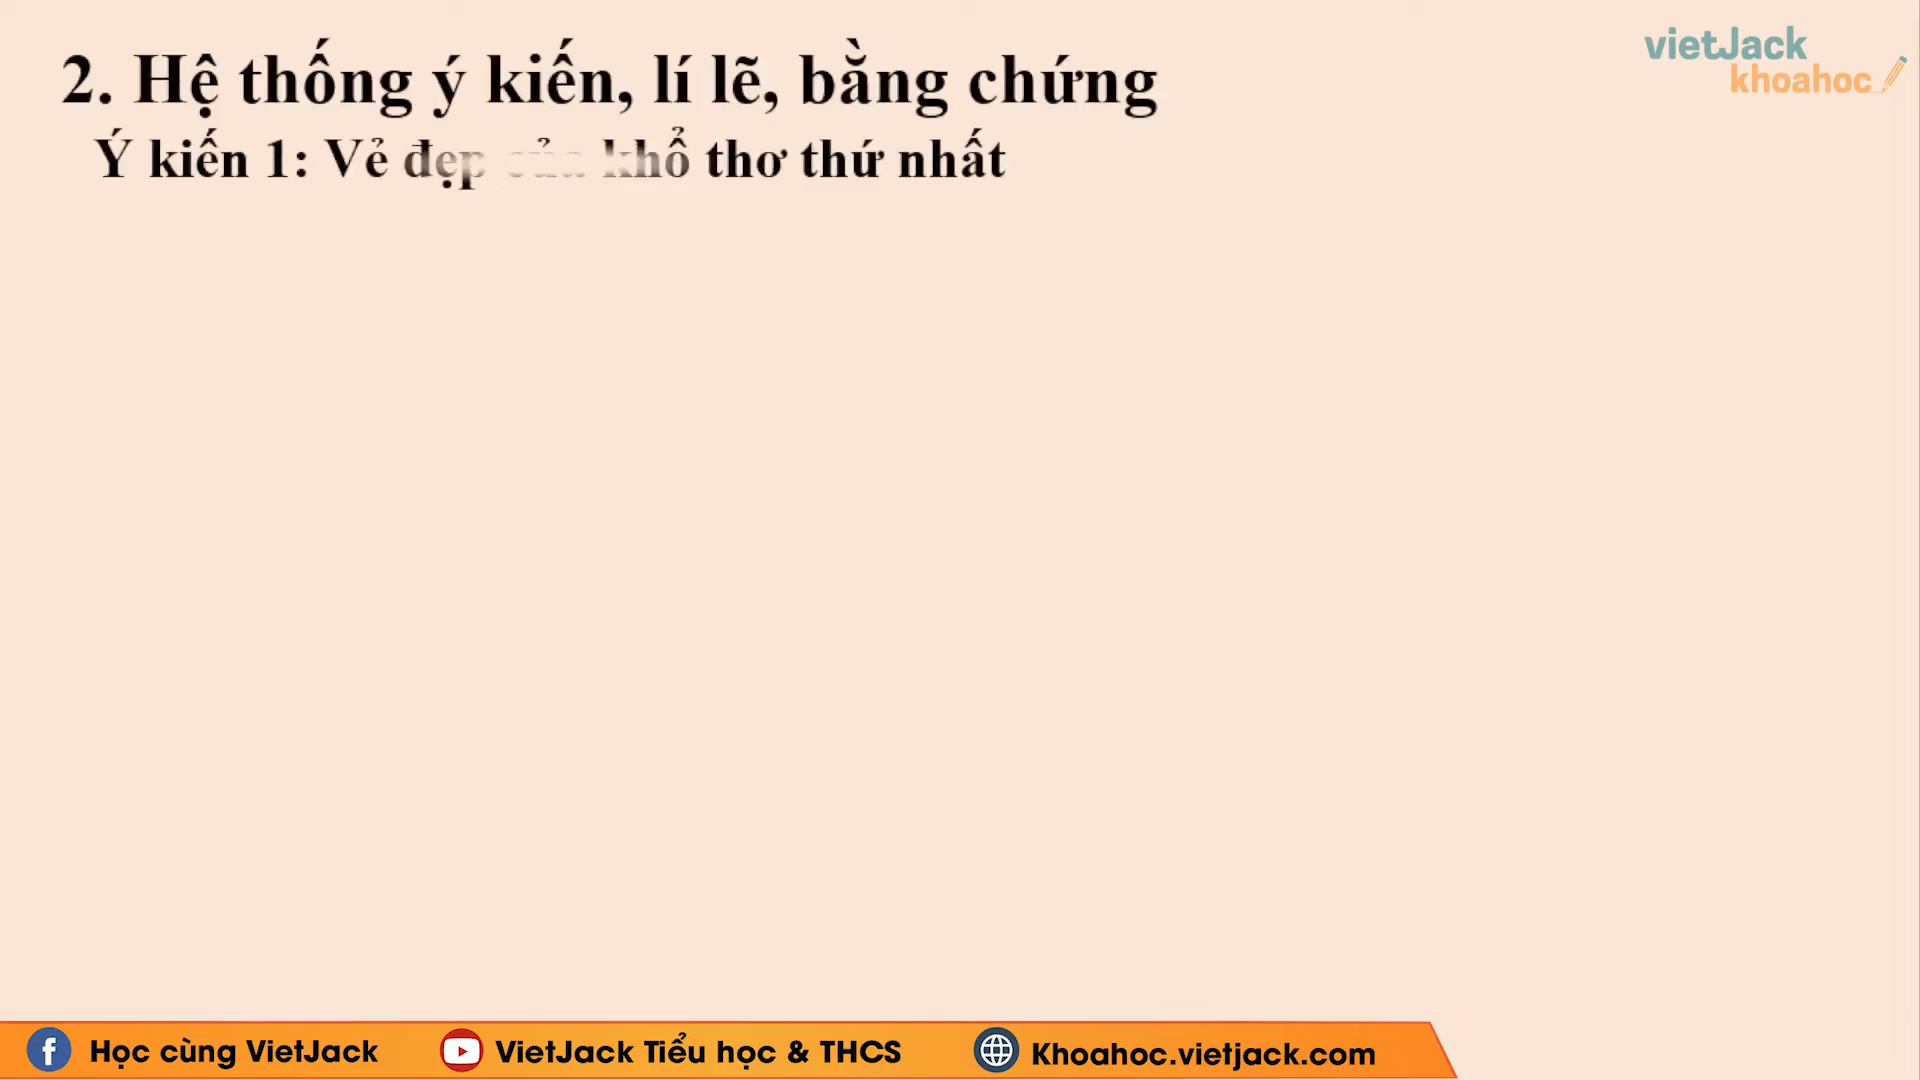 vietJack
khoahoc
2. Hệ thống ý kiến, lí lẽ, bằng chứng
Ý kiến 1: Vẻ đẹp của khổ thơ thứ nhất
Học cùng VietJack
VietJack Tiểu học & THCS
Khoahoc.vietjack.com